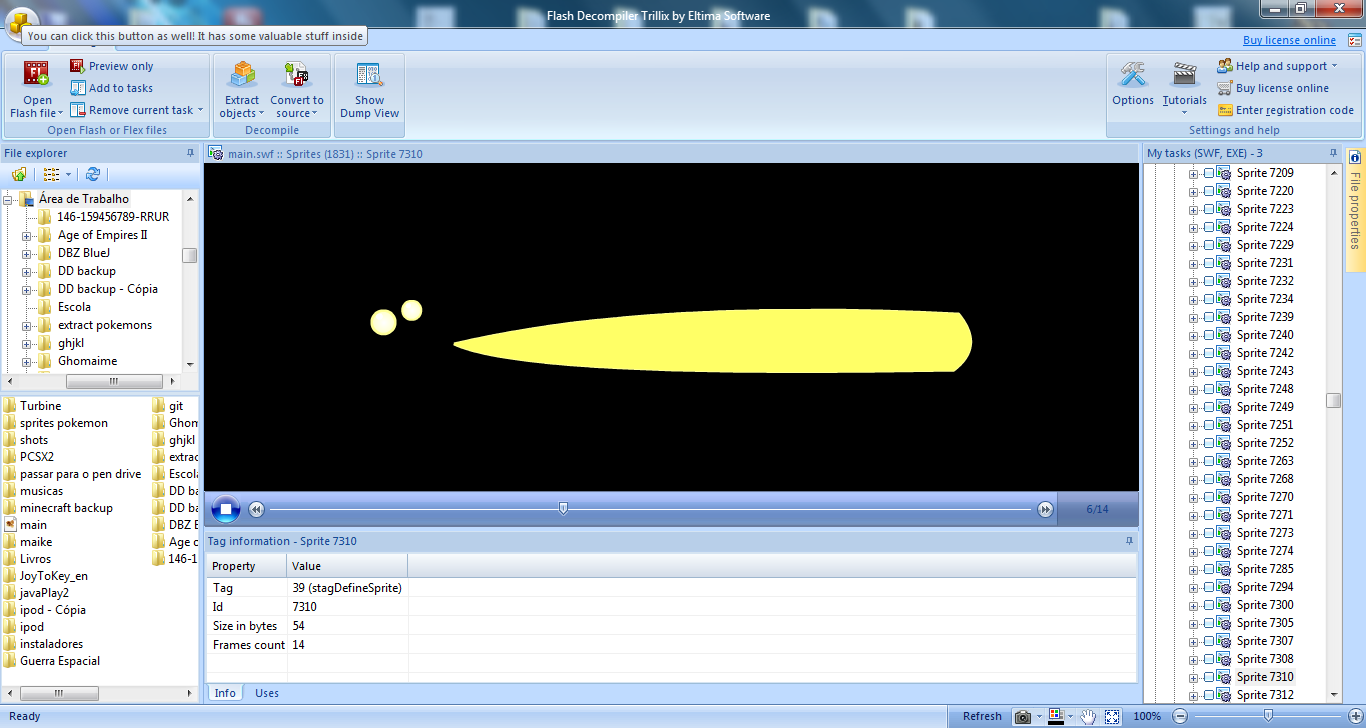 Flash Decompiler Trillix by Eltima Software
You can click this button as well! It has some valuable stuff inside
Buy license online
Open Flash file
Preview only
Add to tasks
Remove current task
Open Flash or Flex files
Extract objects
Convert to source
Decompile
Show Dump View
Options
Tutorials
Help and support
Buy license online
Enter registration code
Settings and help
File explorer
Área de Trabalho
146-159456789-RRUR
Age of Empires II
DBZ BlueJ
DD backup
DD backup - Cópia
Escola
extract pokemons
ghjkl
Ghomaime
Turbine
sprites pokemon
shots
PCSX2
passar para o pen drive
musicas
minecraft backup
main
maike
Livros
JoyToKey_en
javaPlay2
ipod - Cópia
ipod
instaladores
Guerra Espacial
git
Ghom
ghjkl
extrac
Escola
DD ba
DD ba
DBZ B
Age o
146-1
main.swf :: Sprites (1831) :: Sprite 7310
6/14
Tag information - Sprite 7310
Property Value
Tag 39 (stagDefineSprite)
Id 7310
Size in bytes 54
Frames count 14
Info Uses
My tasks (SWF, EXE) - 3
Sprite 7209
Sprite 7220
Sprite 7223
Sprite 7224
Sprite 7229
Sprite 7231
Sprite 7232
Sprite 7234
Sprite 7239
Sprite 7240
Sprite 7242
Sprite 7243
Sprite 7248
Sprite 7249
Sprite 7251
Sprite 7252
Sprite 7263
Sprite 7268
Sprite 7270
Sprite 7271
Sprite 7273
Sprite 7274
Sprite 7285
Sprite 7294
Sprite 7300
Sprite 7305
Sprite 7307
Sprite 7308
Sprite 7310
Sprite 7312
File properties
Ready
Refresh
100%